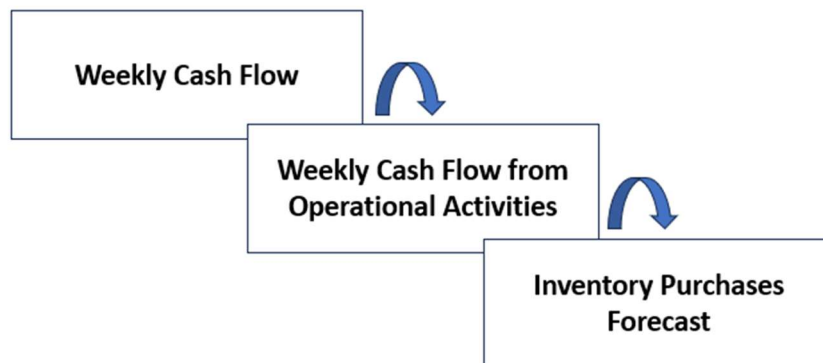 Weekly Cash Flow
Weekly Cash Flow from
Operational Activities
Inventory Purchases
Forecast